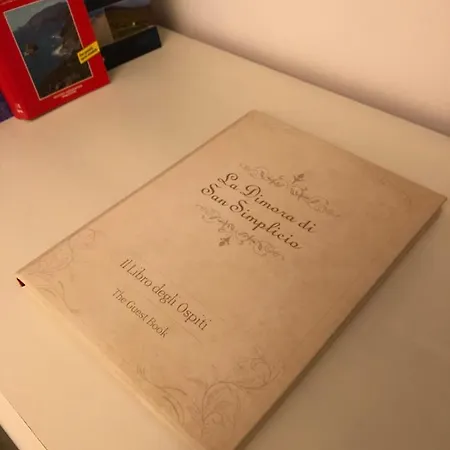 La Dimora di
San Simplicio
Il Libro degli Ospiti
The Guest Book